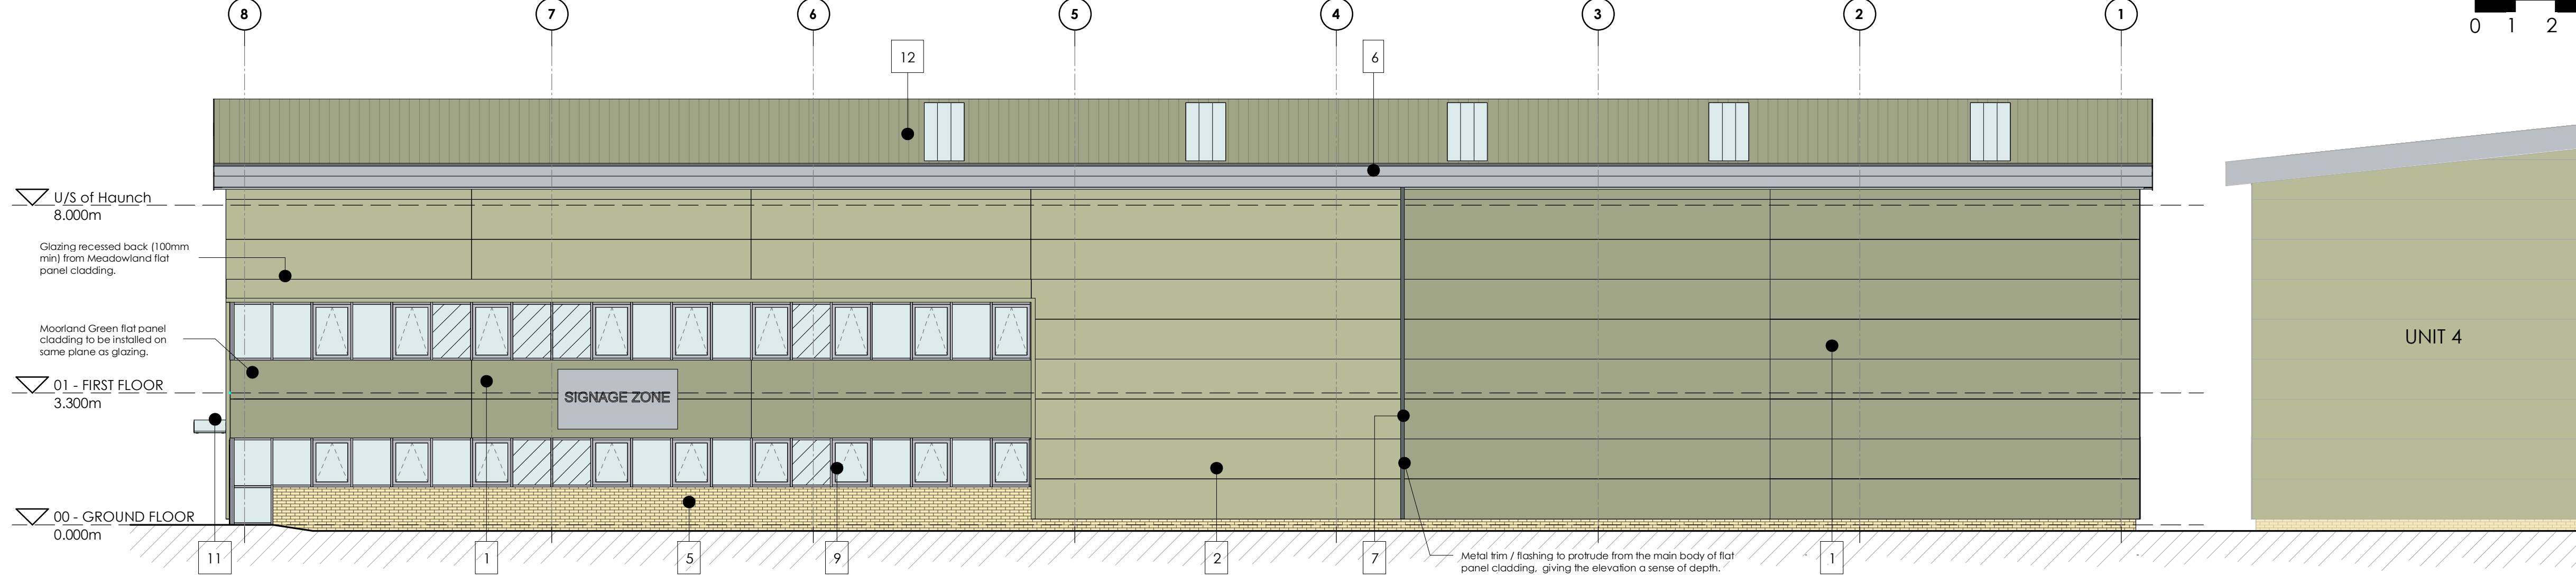 8 7 6 5 4 3 2 1
0 1 2
12 6
U/S of Haunch
8.000m
Glazing recessed back (100mm
min) from Meadowland flat
panel cladding.
Moorland Green flat panel
cladding to be installed on
same plane as glazing.
UNIT 4
01 - FIRST FLOOR
3.300m
SIGNAGE ZONE
00 - GROUND FLOOR
0.000m
11 1 5 9 2 7 1
Metal trim / flashing to protrude from the main body of flat
panel cladding, giving the elevation a sense of depth.